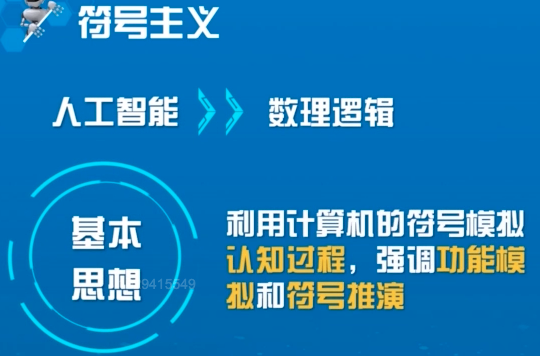 符号主义
人工智能 数理逻辑
基本
思想
利用计算机的符号模拟
认知过程，强调功能模
拟和符号推演